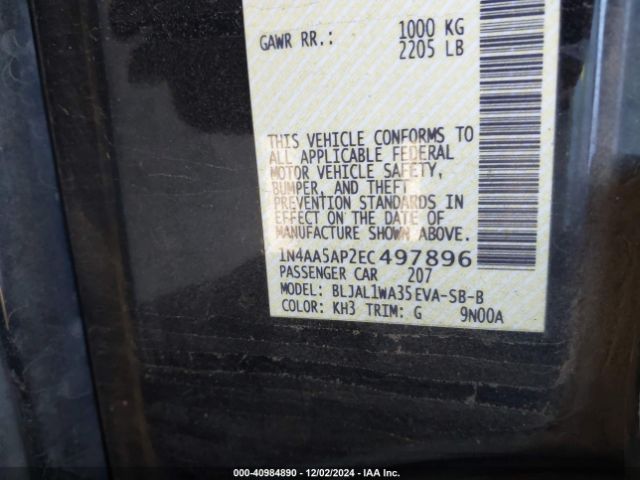 GAWR RR.: 1000 KG
2205 LB
THIS VEHICLE CONFORMS TO
ALL APPLICABLE FEDERAL
MOTOR VEHICLE SAFETY,
BUMPER, AND THEFT
PREVENTION STANDARDS IN
EFFECT ON THE DATE OF
MANUFACTURE SHOWN ABOVE.
1N4AA5AP2EC497896
PASSENGER CAR 207
MODEL: BLJAL1WA35EVA-SB-B
COLOR: KH3 TRIM: G 9N00A
000-40984890 - 12/02/2024 - IAA Inc.